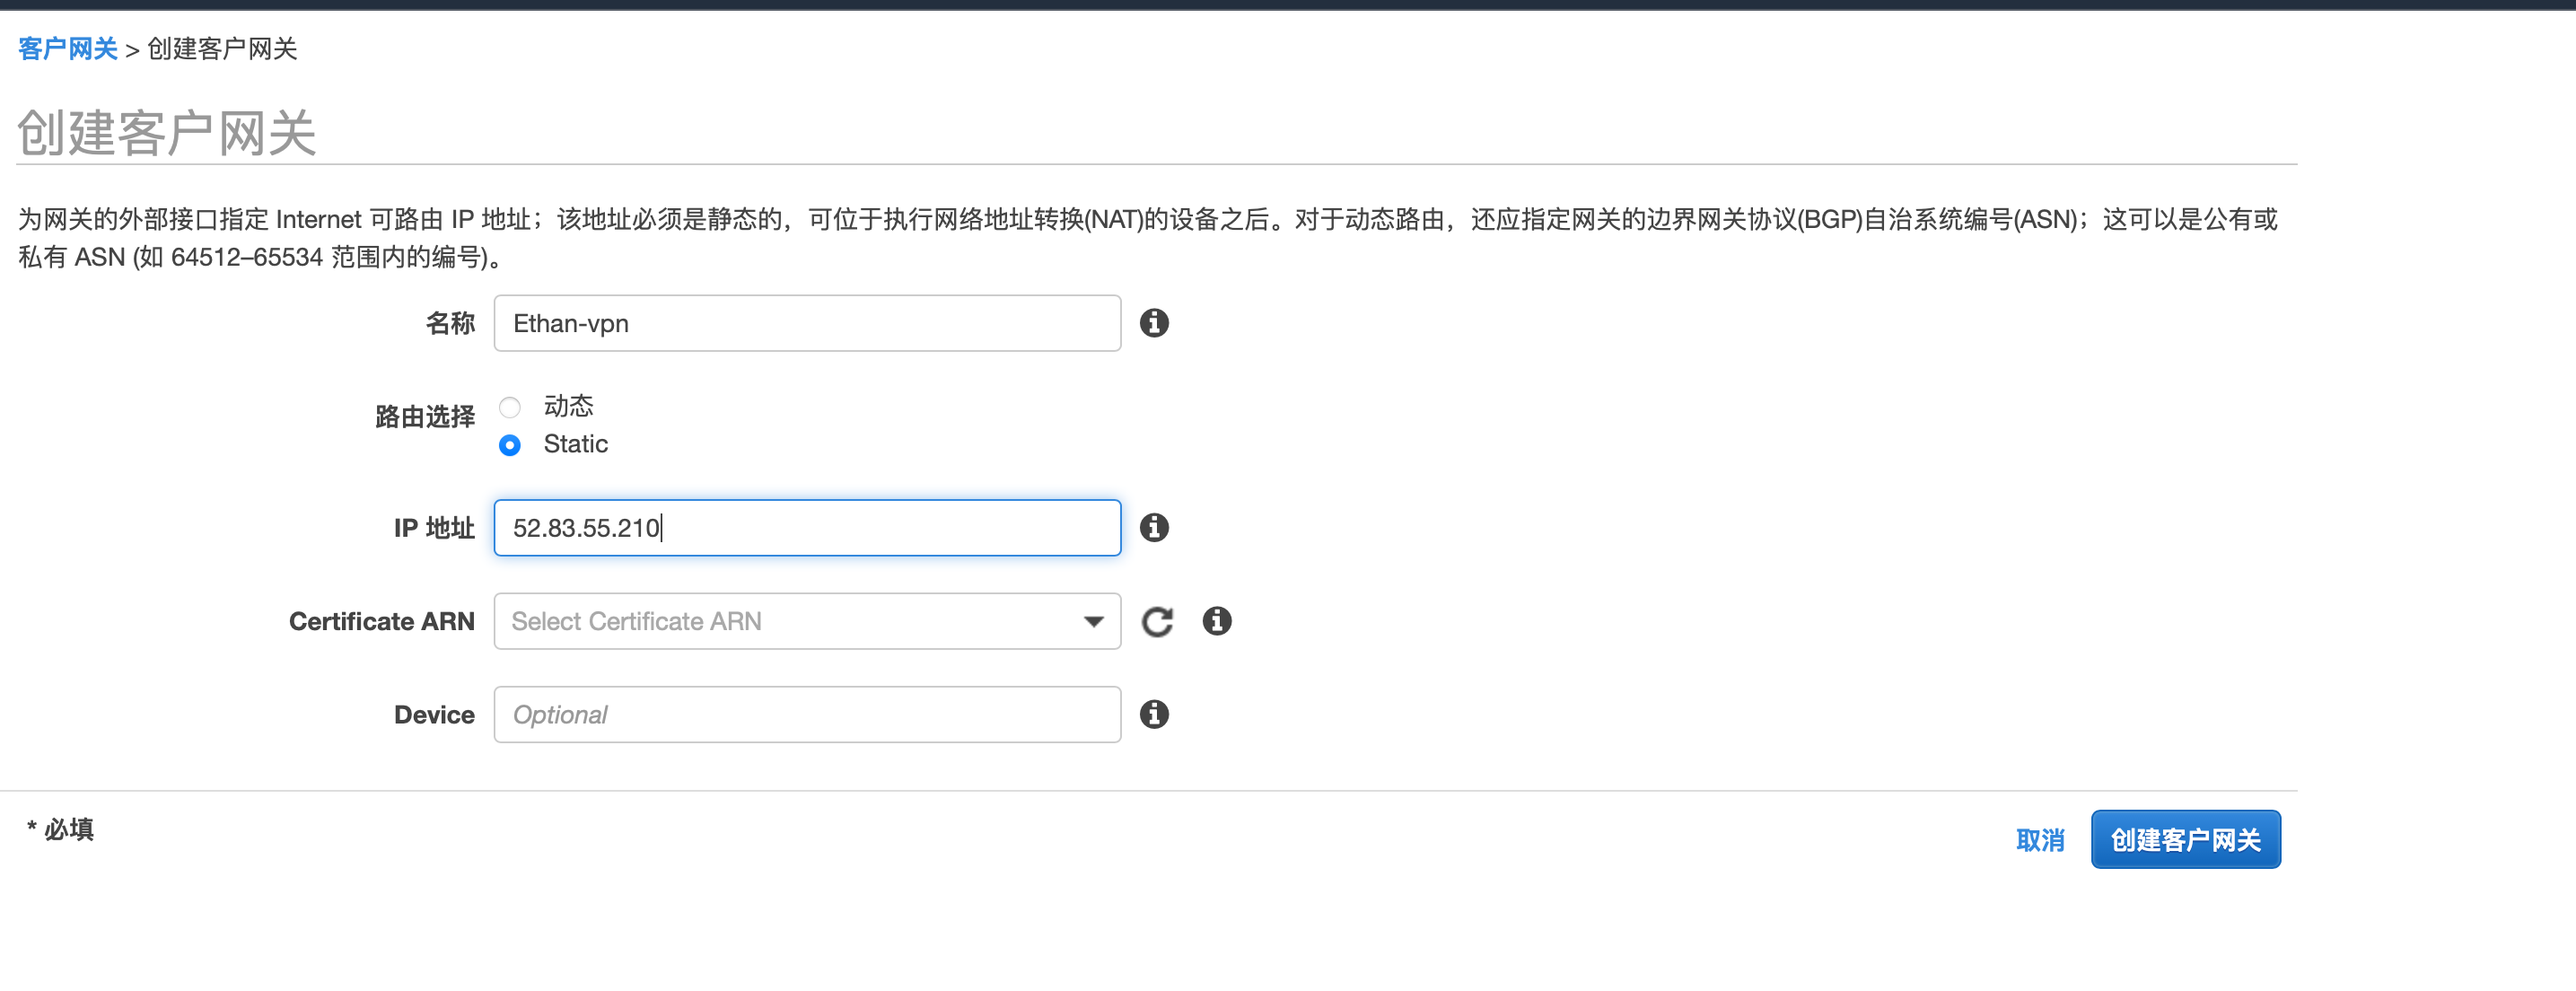 客户网关 > 创建客户网关
创建客户网关
为网关的外部接口指定 Internet 可路由 IP 地址；该地址必须是静态的，可位于执行网络地址转换(NAT)的设备之后。对于动态路由，还应指定网关的边界网关协议(BGP)自治系统编号(ASN)；这可以是公有或
私有 ASN (如 64512–65534 范围内的编号)。
名称 Ethan-vpn
路由选择 动态
Static
IP 地址 52.83.55.210
Certificate ARN Select Certificate ARN
Device Optional
* 必填 取消 创建客户网关